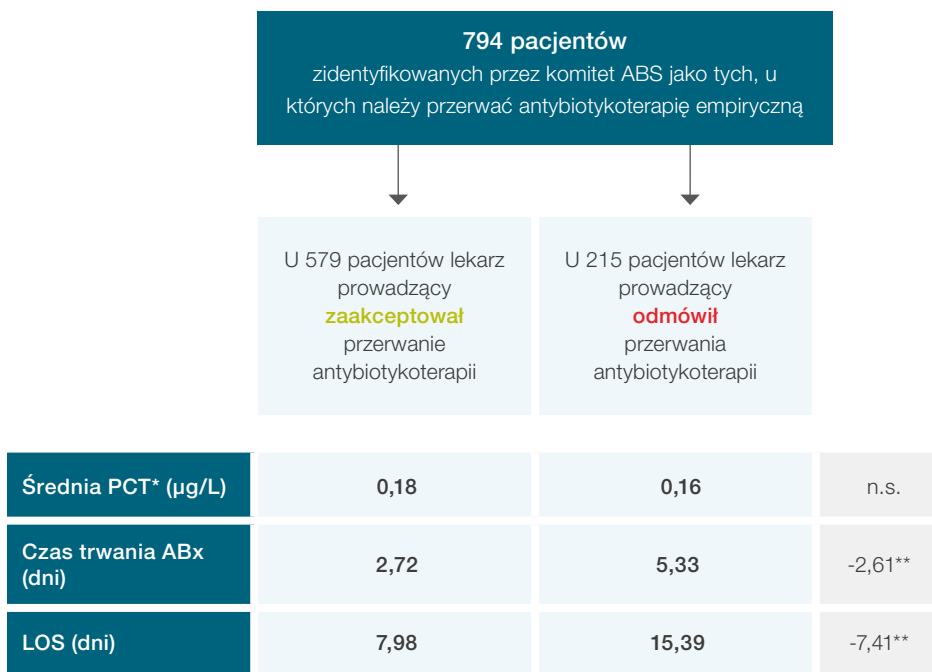 794 pacjentów
zidentyfikowanych przez komitet ABS jako tych, u
których należy przerwać antybiotykoterapię empiryczną
U 579 pacjentów lekarz
prowadzący
zaakceptował
przerwanie
antybiotykoterapii
U 215 pacjentów lekarz
prowadzący
odmówił
przerwania
antybiotykoterapii
Średnia PCT* (µg/L)
0,18
0,16
n.s.
Czas trwania ABx
(dni)
2,72
5,33
-2,61**
LOS (dni)
7,98
15,39
-7,41**